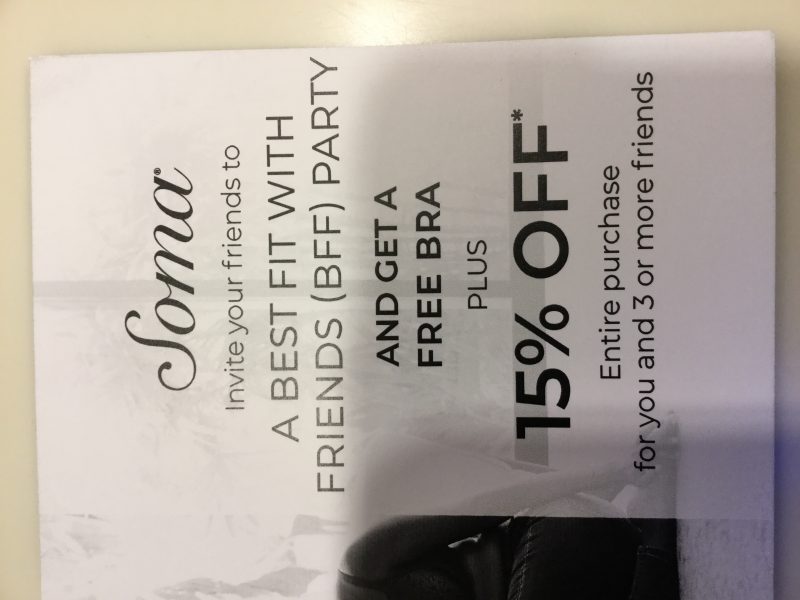 Soma®
Invite your friends to
A BEST FIT WITH
FRIENDS (BFF) PARTY
AND GET A
FREE BRA
PLUS
15% OFF*
Entire purchase
for you and 3 or more friends